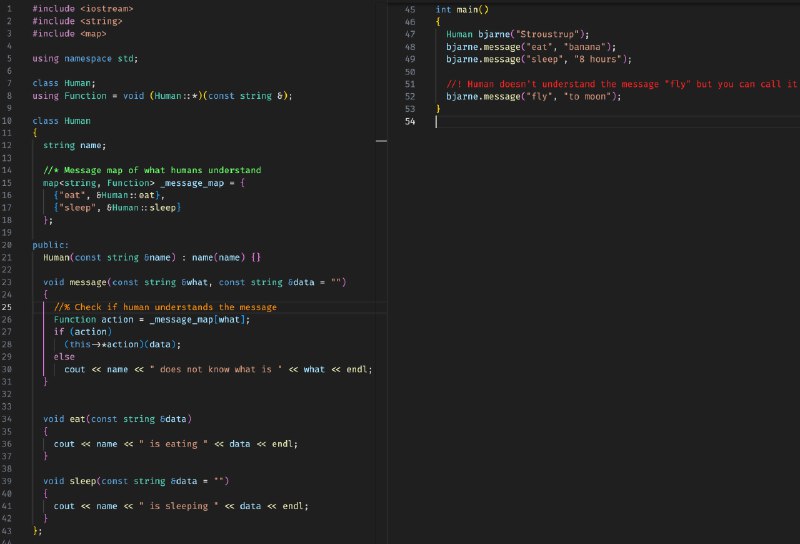 1 #include <iostream>
2 #include <string>
3 #include <map>
4
5 using namespace std;
6
7 class Human;
8 using Function = void (Human::*)(const string &);
9
10 class Human
11 {
12 string name;
13
14 //* Message map of what humans understand
15 map<string, Function> _message_map = {
16 {"eat", &Human::eat},
17 {"sleep", &Human::sleep}
18 };
19
20 public:
21 Human(const string &name) : name(name) {}
22
23 void message(const string &what, const string &data = "")
24 {
25 //% Check if human understands the message
26 Function action = _message_map[what];
27 if (action)
28 (this->*action)(data);
29 else
30 cout << name << " does not know what is " << what << endl;
31 }
32
33
34 void eat(const string &data)
35 {
36 cout << name << " is eating " << data << endl;
37 }
38
39 void sleep(const string &data = "")
40 {
41 cout << name << " is sleeping " << data << endl;
42 }
43 };
44
45 int main()
46 {
47 Human bjarne("Stroustrup");
48 bjarne.message("eat", "banana");
49 bjarne.message("sleep", "8 hours");
50
51 //! Human doesn't understand the message "fly" but you can call it
52 bjarne.message("fly", "to moon");
53 }
54